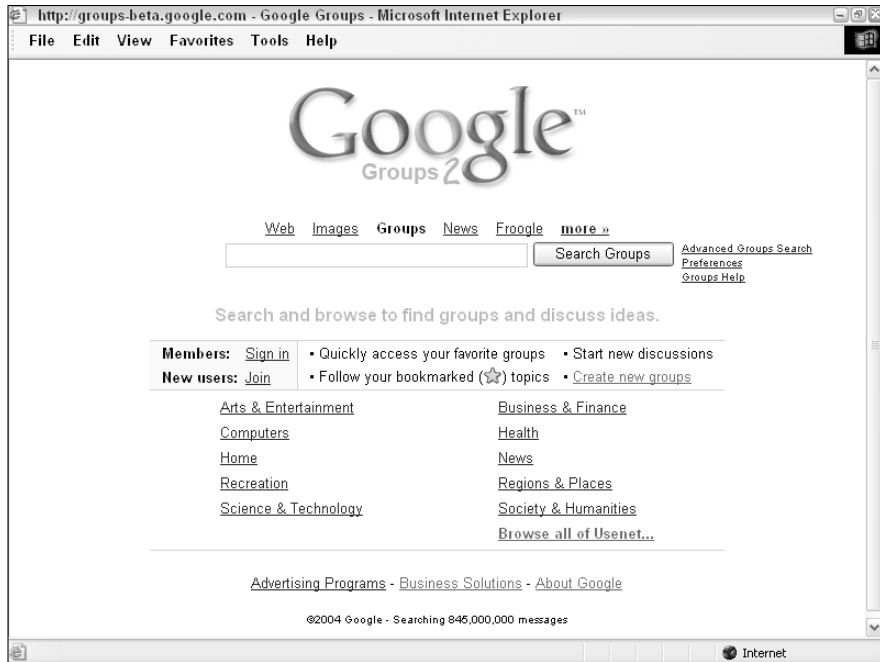 http://groups-beta.google.com - Google Groups - Microsoft Internet Explorer
File Edit View Favorites Tools Help
Google™
Groups 2
Web Images Groups News Froogle more »
Search Groups
Advanced Groups Search
Preferences
Groups Help
Search and browse to find groups and discuss ideas.
Members: Sign in ▪ Quickly access your favorite groups ▪ Start new discussions
New users: Join ▪ Follow your bookmarked (☆) topics ▪ Create new groups
Arts & Entertainment Business & Finance
Computers Health
Home News
Recreation Regions & Places
Science & Technology Society & Humanities
Browse all of Usenet...
Advertising Programs - Business Solutions - About Google
©2004 Google - Searching 845,000,000 messages
Internet